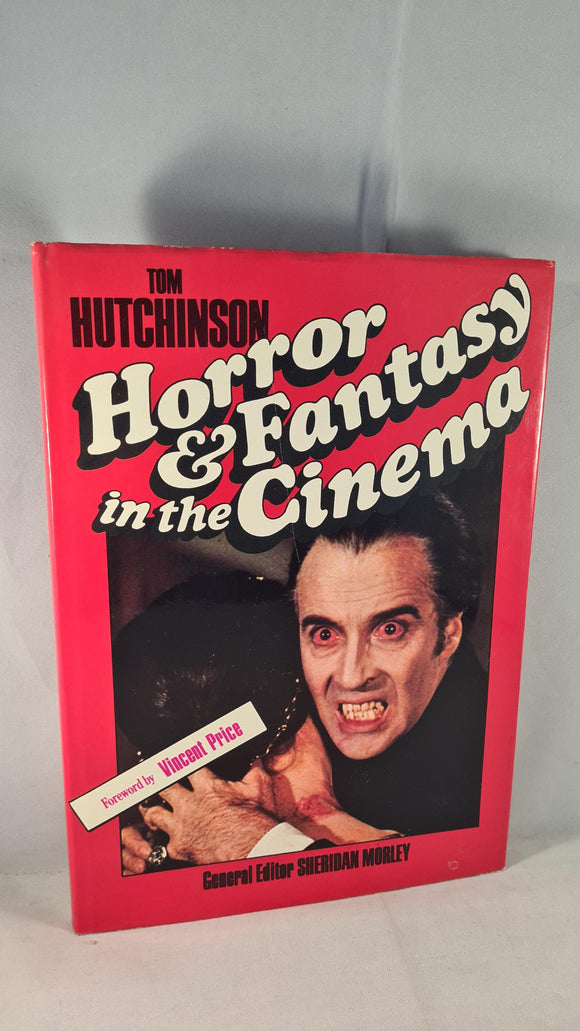 TOM
HUTCHINSON
Horror
& Fantasy
in the Cinema
Foreword by Vincent Price
General Editor SHERIDAN MORLEY